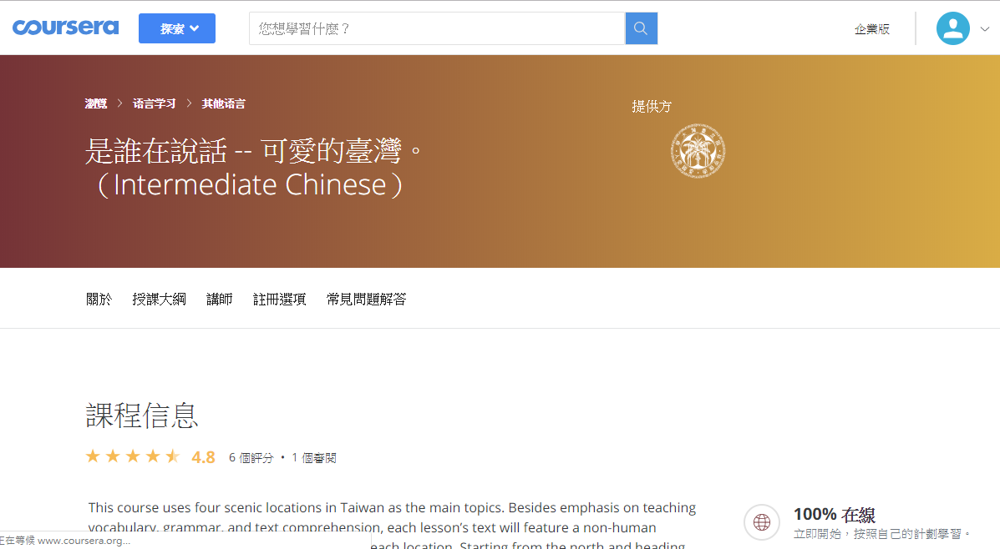 coursera
探索
您想學習什麼？
企業版
瀏覽 > 语言学习 > 其他语言
提供方
是誰在說話 -- 可愛的臺灣。
（Intermediate Chinese）
關於 授課大綱 講師 註冊選項 常見問題解答
課程信息
4.8 6 個評分 • 1 個審閱
This course uses four scenic locations in Taiwan as the main topics. Besides emphasis on teaching
vocabulary, grammar, and text comprehension, each lesson's text will feature a non-human
each location. Starting from the north and heading
100% 在線
立即開始，按照自己的計劃學習。
正在等候 www.coursera.org...